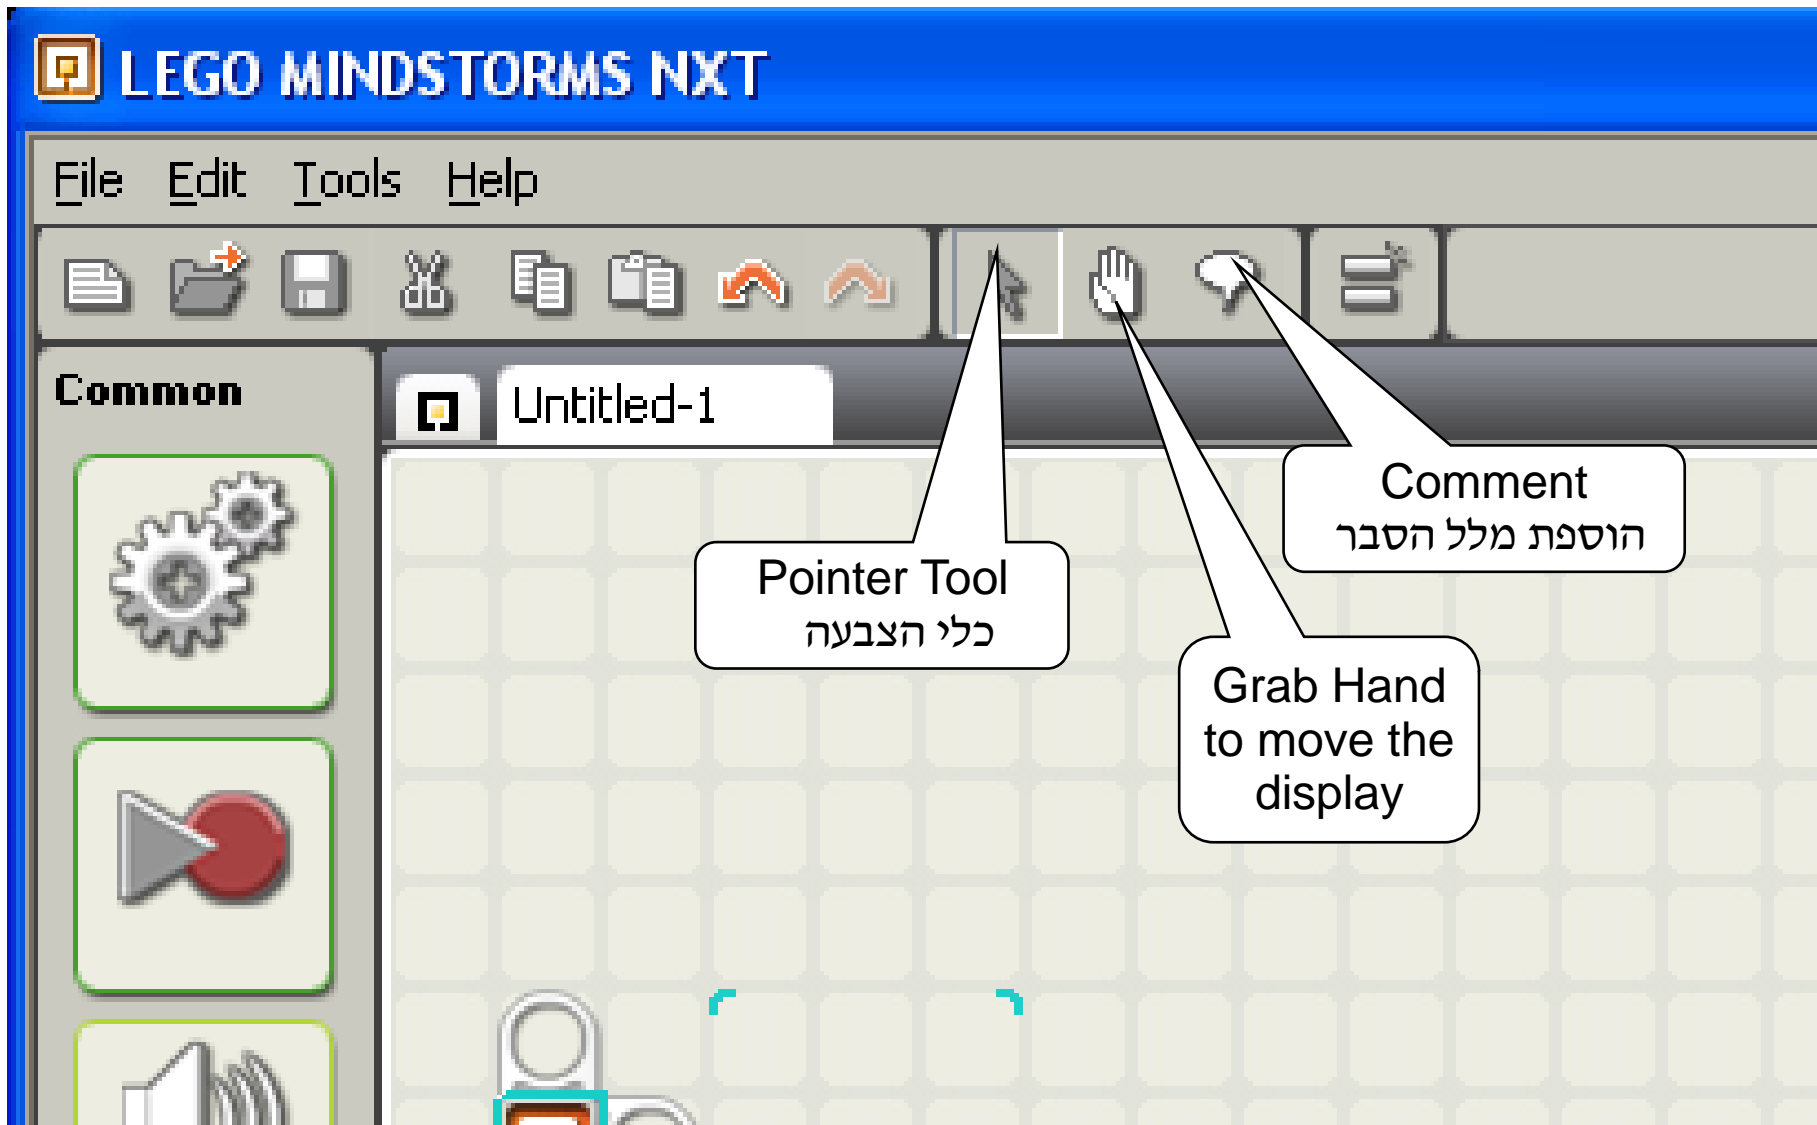 LEGO MINDSTORMS NXT
File Edit Tools Help
Common
Untitled-1
Comment
הוספת מלל הסבר
Pointer Tool
כלי הצבעה
Grab Hand
to move the
display